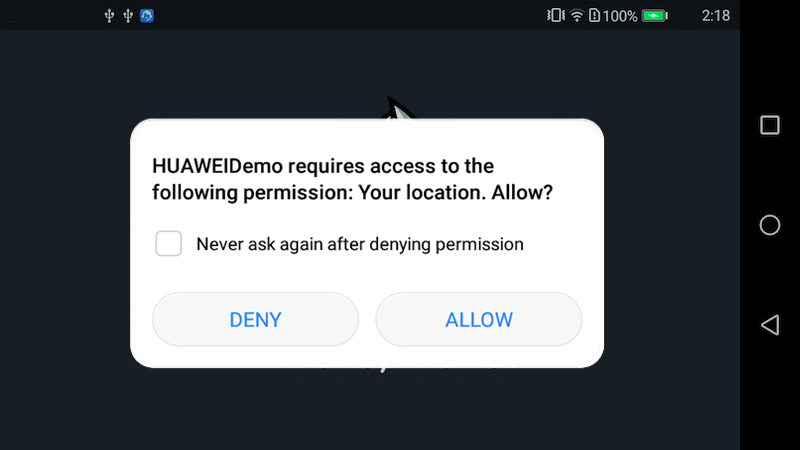 100% 2:18
HUAWEIDemo requires access to the
following permission: Your location. Allow?
Never ask again after denying permission
DENY ALLOW